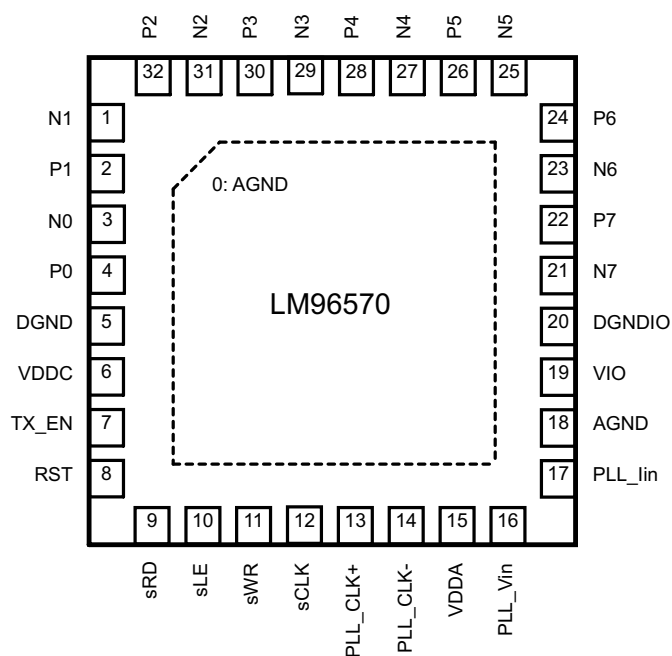 P2 N2 P3 N3 P4 N4 P5 N5
32 31 30 29 28 27 26 25
N1 1 24 P6
P1 2 23 N6
0: AGND
N0 3 22 P7
P0 4 21 N7
LM96570
DGND 5 20 DGNDIO
VDDC 6 19 VIO
TX_EN 7 18 AGND
RST 8 17 PLL_Iin
9 10 11 12 13 14 15 16
sRD sLE sWR sCLK PLL_CLK+ PLL_CLK- VDDA PLL_Vin